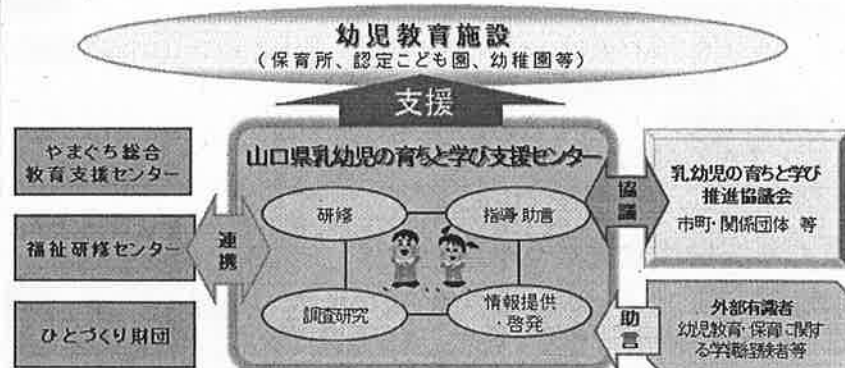 幼児教育施設
(保育所、認定こども園、幼稚園等)
支援
やまぐち総合
教育支援センター
福祉研修センター
ひとづくり財団
連携
山口県乳幼児の育ちと学び支援センター
研修
指導・助言
調査研究
情報提供
・啓発
協議
乳幼児の育ちと学び
推進協議会
市町・関係団体 等
助言
外部有識者
幼児教育・保育に関す
る学識経験者等